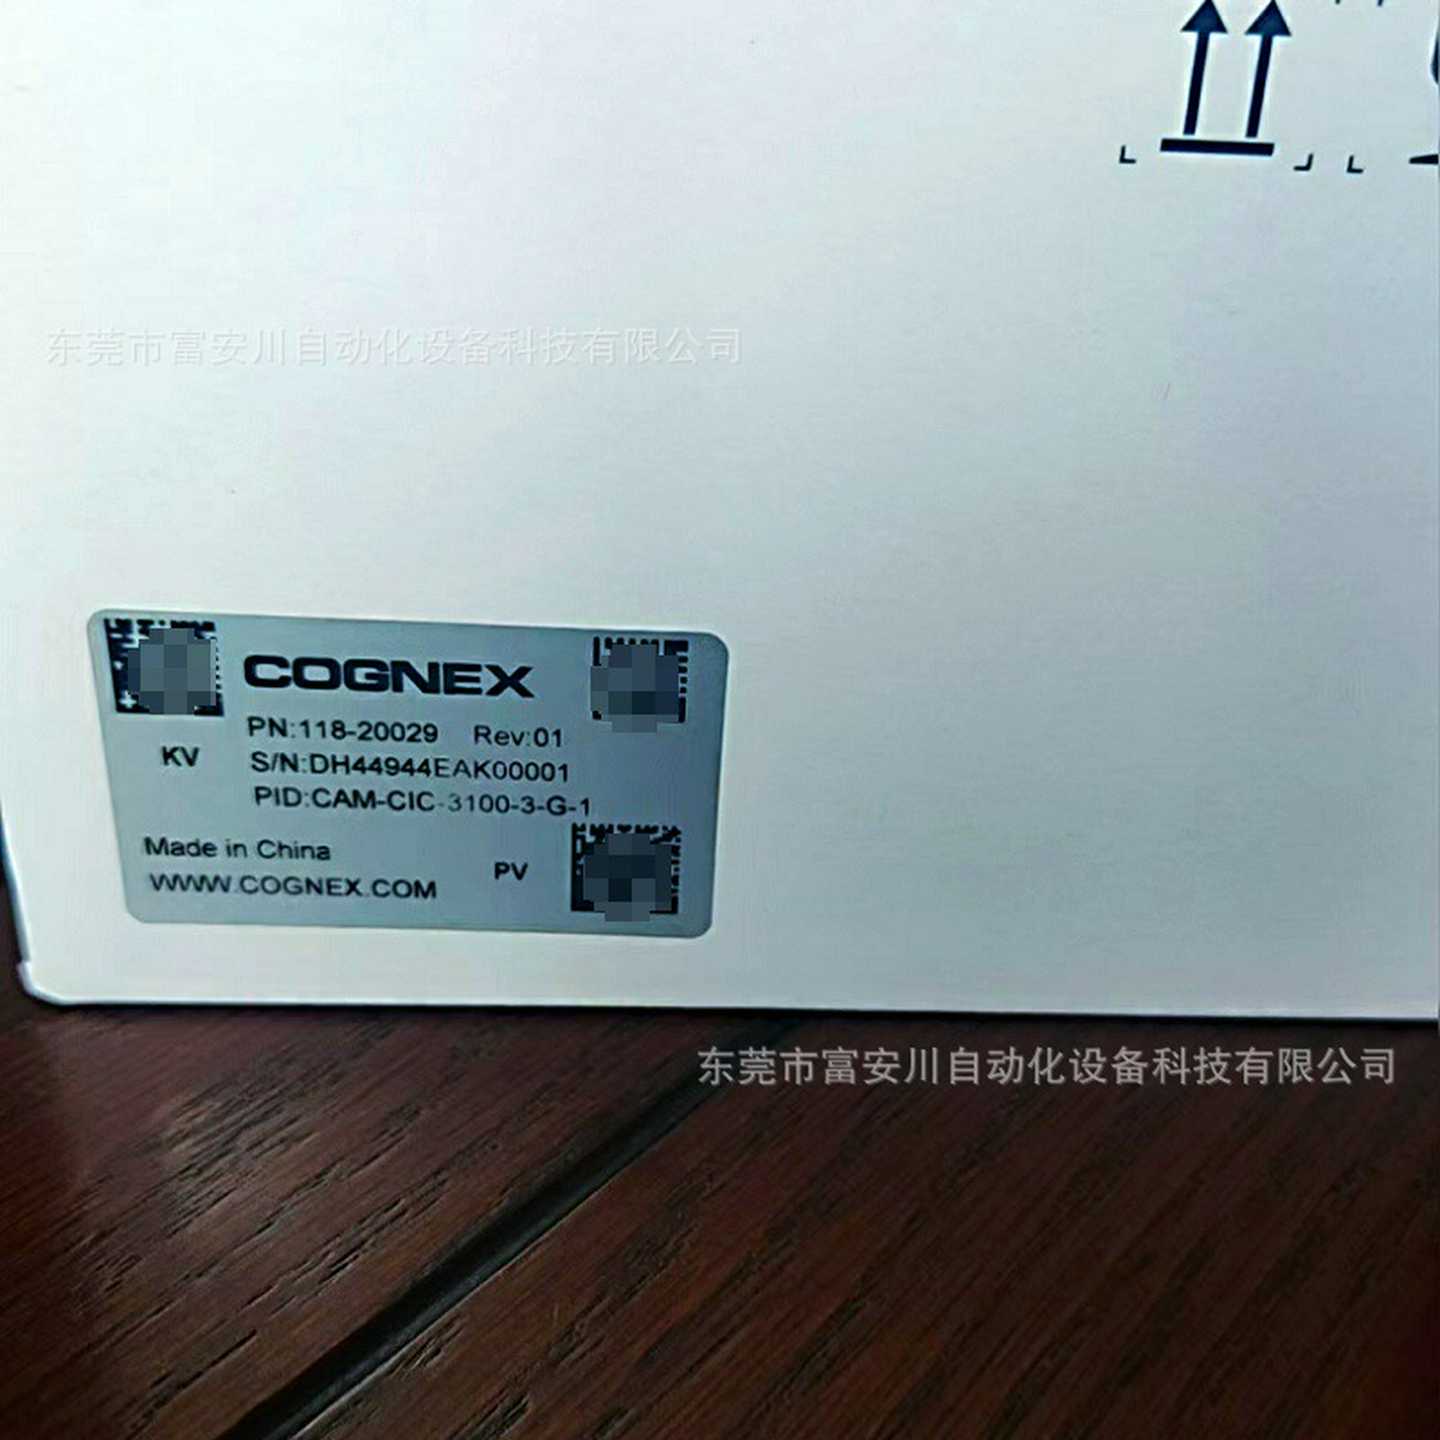 东莞市富安川自动化设备科技有限公司
COGNEX
PN:118-20029 Rev:01
KV
S/N:DH44944EAK00001
PID:CAM-CIC-3100-3-G-1
Made in China
PV
WWW.COGNEX.COM
东莞市富安川自动化设备科技有限公司